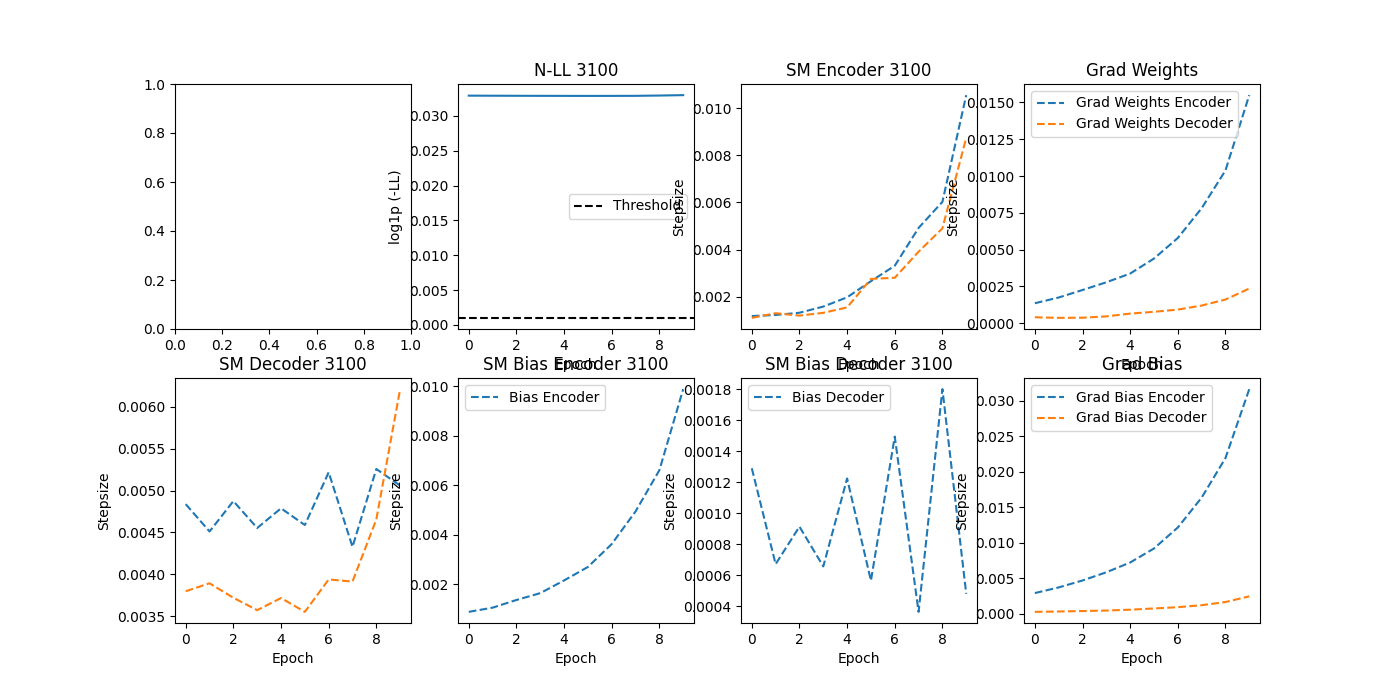 N-LL 3100
SM Encoder 3100
Grad Weights
1.0
0.8
0.6
0.4
0.2
0.0
0.0 0.2 0.4 0.6 0.8 1.0
log1p (-LL)
0.030
0.025
0.020
0.015
0.010
0.005
0.000
Threshold
0 2 4 6 8
Epoch
Stepsize
0.010
0.008
0.006
0.004
0.002
0 2 4 6 8
Epoch
Stepsize
0.0150
0.0125
0.0100
0.0075
0.0050
0.0025
0.0000
Grad Weights Encoder
Grad Weights Decoder
0 2 4 6 8
Epoch
SM Decoder 3100
SM Bias Encoder 3100
SM Bias Decoder 3100
Grad Bias
Stepsize
0.0060
0.0055
0.0050
0.0045
0.0040
0.0035
0 2 4 6 8
Epoch
Stepsize
0.010
0.008
0.006
0.004
0.002
Bias Encoder
0 2 4 6 8
Epoch
Stepsize
0.0018
0.0016
0.0014
0.0012
0.0010
0.0008
0.0006
0.0004
Bias Decoder
0 2 4 6 8
Epoch
Stepsize
0.030
0.025
0.020
0.015
0.010
0.005
0.000
Grad Bias Encoder
Grad Bias Decoder
0 2 4 6 8
Epoch